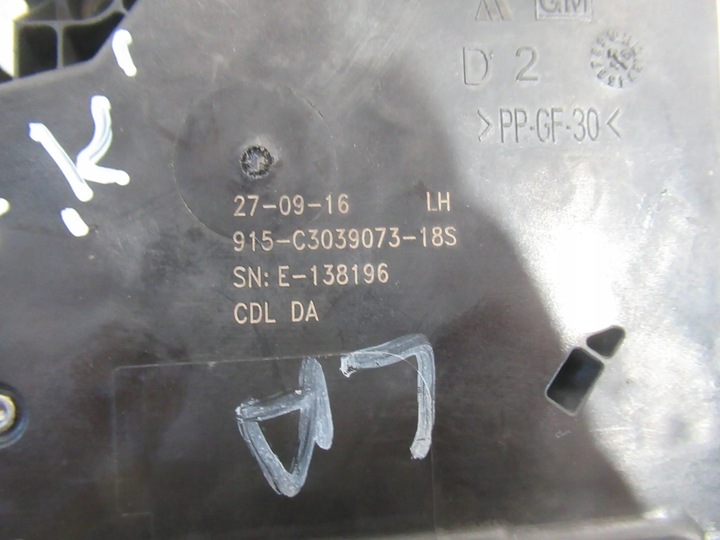 GM
D 2
>PP-GF-30<
K
27-09-16 LH
915-C3039073-18S
SN: E-138196
CDL DA